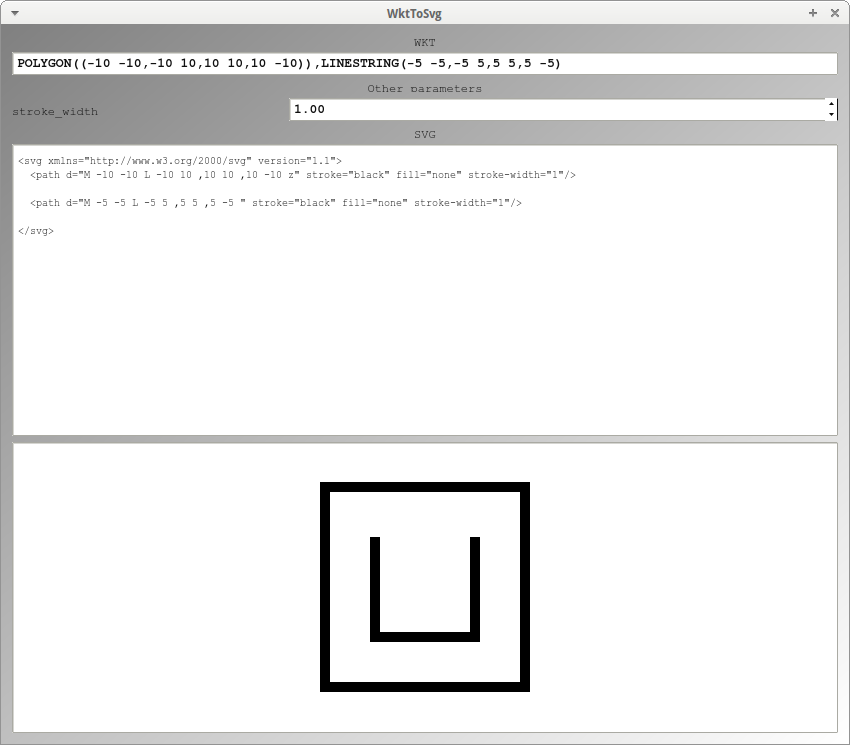 WktToSvg
WKT
POLYGON((-10 -10,-10 10,10 10,10 -10)),LINESTRING(-5 -5,-5 5,5 5,5 -5)
Other parameters
stroke_width
1.00
SVG
<svg xmlns="http://www.w3.org/2000/svg" version="1.1">
  <path d="M -10 -10 L -10 10 ,10 10 ,10 -10 z" stroke="black" fill="none" stroke-width="1"/>
  <path d="M -5 -5 L -5 5 ,5 5 ,5 -5 " stroke="black" fill="none" stroke-width="1"/>
</svg>